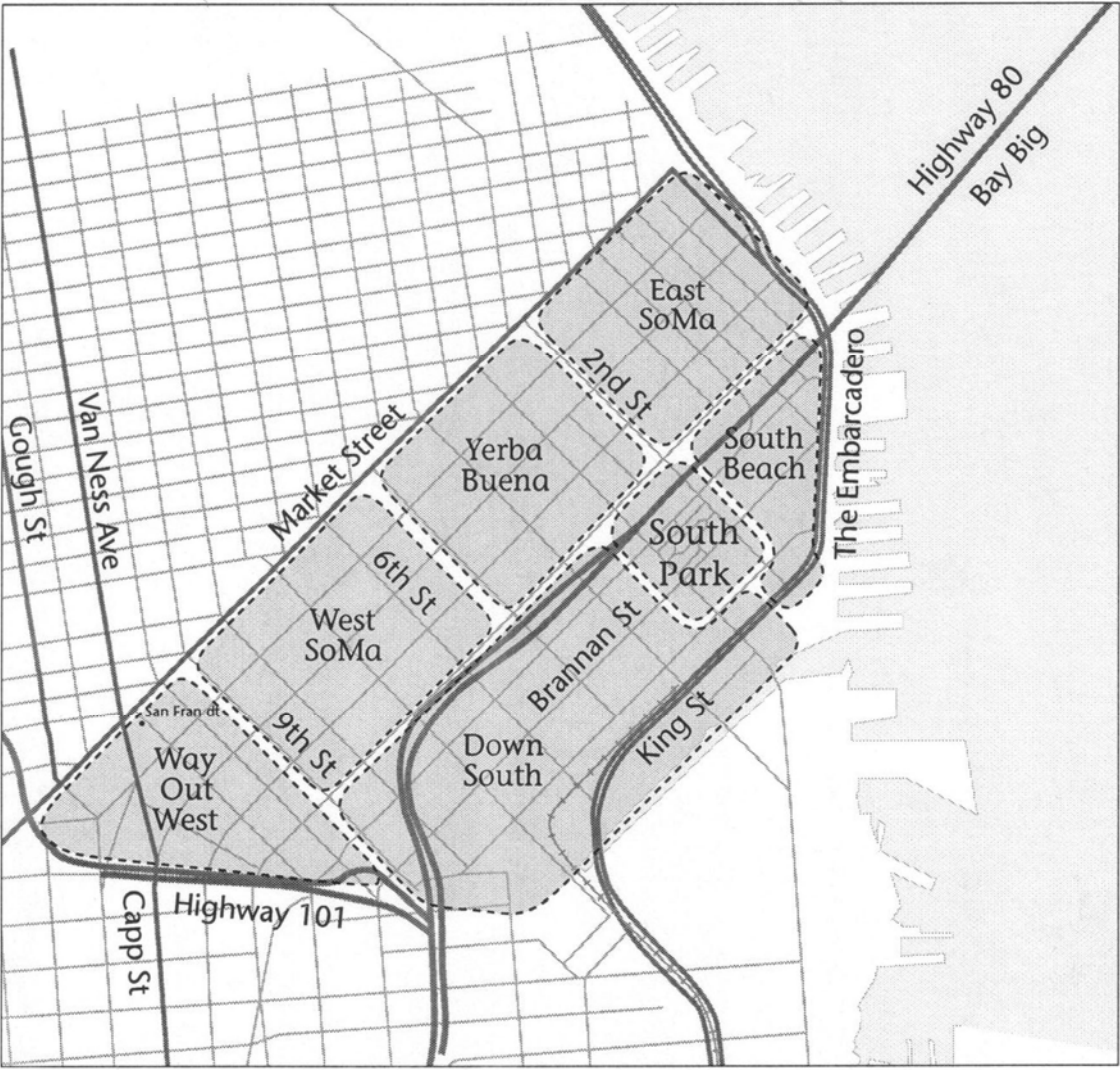 Highway 80
Bay Big
East
SoMa
2nd St
The Embarcadero
South
Beach
Van Ness Ave
Gough St
Market Street
Yerba
Buena
South
Park
6th St
West
SoMa
Brannan St
San Fran dt
9th St
King St
Way
Out
West
Down
South
Highway 101
Capp St